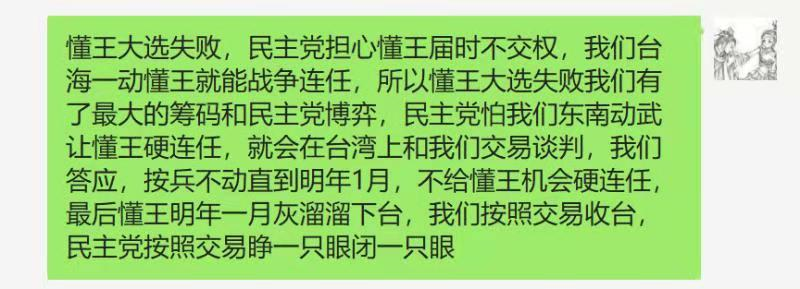 懂王大选失败，民主党担心懂王届时不交权，我们台
海一动懂王就能战争连任，所以懂王大选失败我们有
了最大的筹码和民主党博弈，民主党怕我们东南动武
让懂王硬连任，就会在台湾上和我们交易谈判，我们
答应，按兵不动直到明年1月，不给懂王机会硬连任，
最后懂王明年一月灰溜溜下台，我们按照交易收台，
民主党按照交易睁一只眼闭一只眼